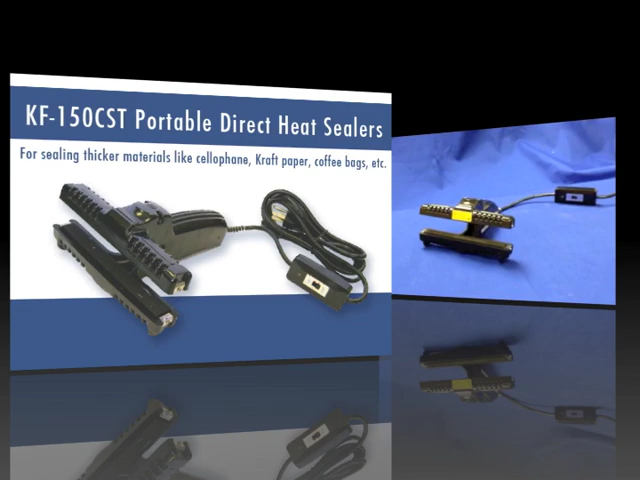 KF-150CST Portable Direct Heat Sealers
For sealing thicker materials like cellophane, Kraft paper, coffee bags, etc.